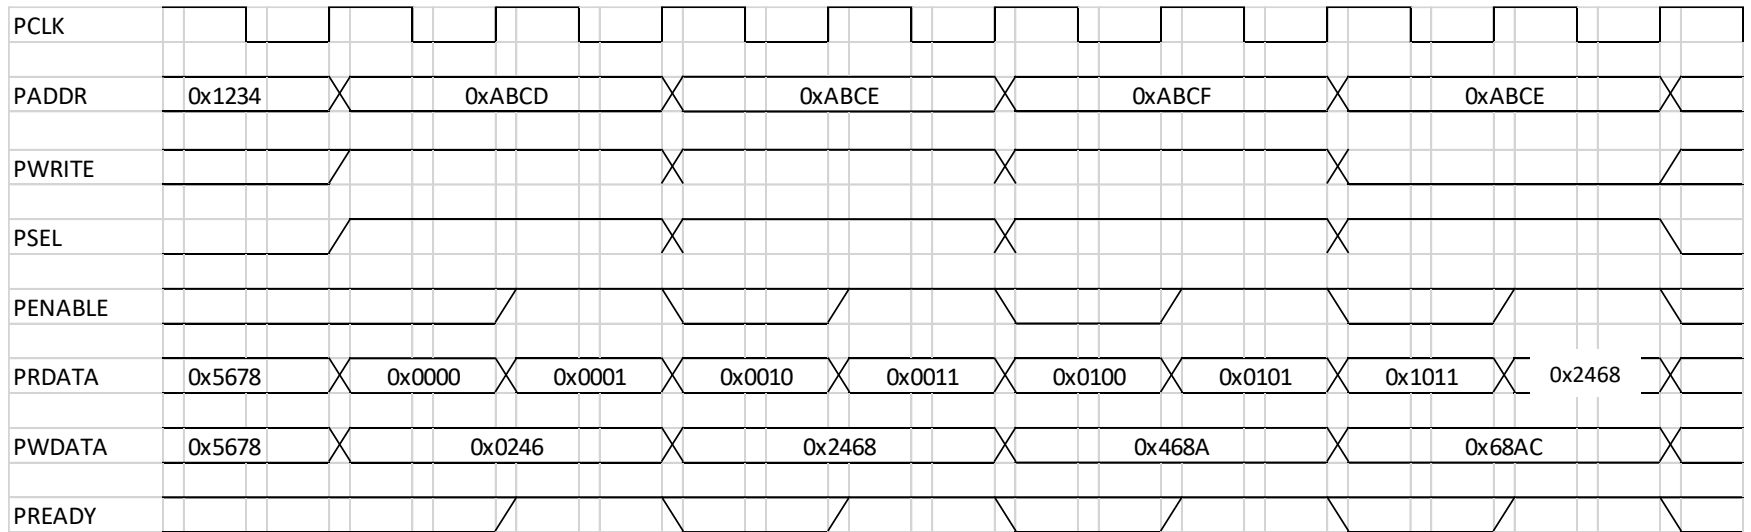 PCLK
PADDR 0x1234 0xABCD 0xABCE 0xABCF 0xABCE
PWRITE
PSEL
PENABLE
PRDATA 0x5678 0x0000 0x0001 0x0010 0x0011 0x0100 0x0101 0x1011 0x2468
PWDATA 0x5678 0x0246 0x2468 0x468A 0x68AC
PREADY